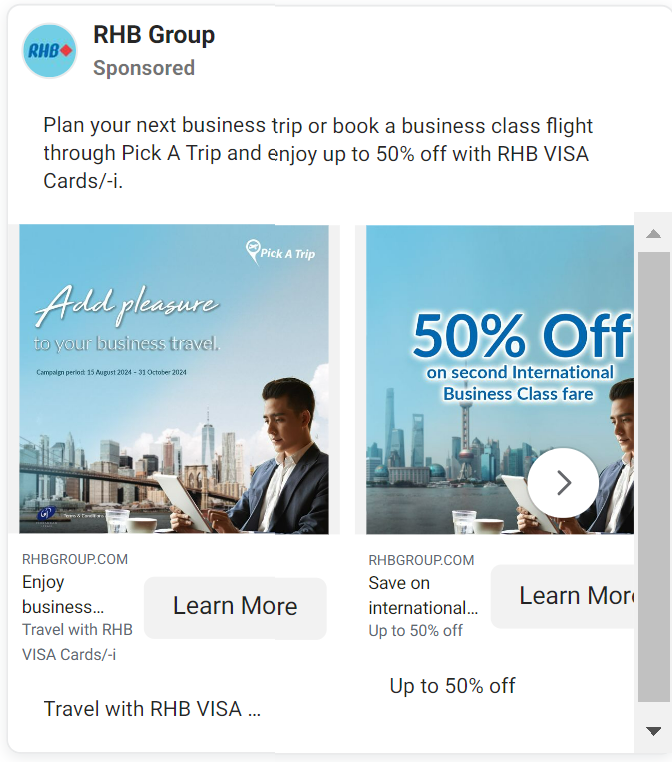 RHB
RHB Group
Sponsored
Plan your next business trip or book a business class flight
through Pick A Trip and enjoy up to 50% off with RHB VISA
Cards/-i.
Pick A Trip
Add pleasure
to your business travel.
Campaign period: 15 August 2024 – 31 October 2024
Terms & Conditions
50% Off
on second International
Business Class fare
RHBGROUP.COM
Enjoy
business...
Travel with RHB
VISA Cards/-i
Learn More
Travel with RHB VISA ...
RHBGROUP.COM
Save on
international...
Up to 50% off
Learn More
Up to 50% off